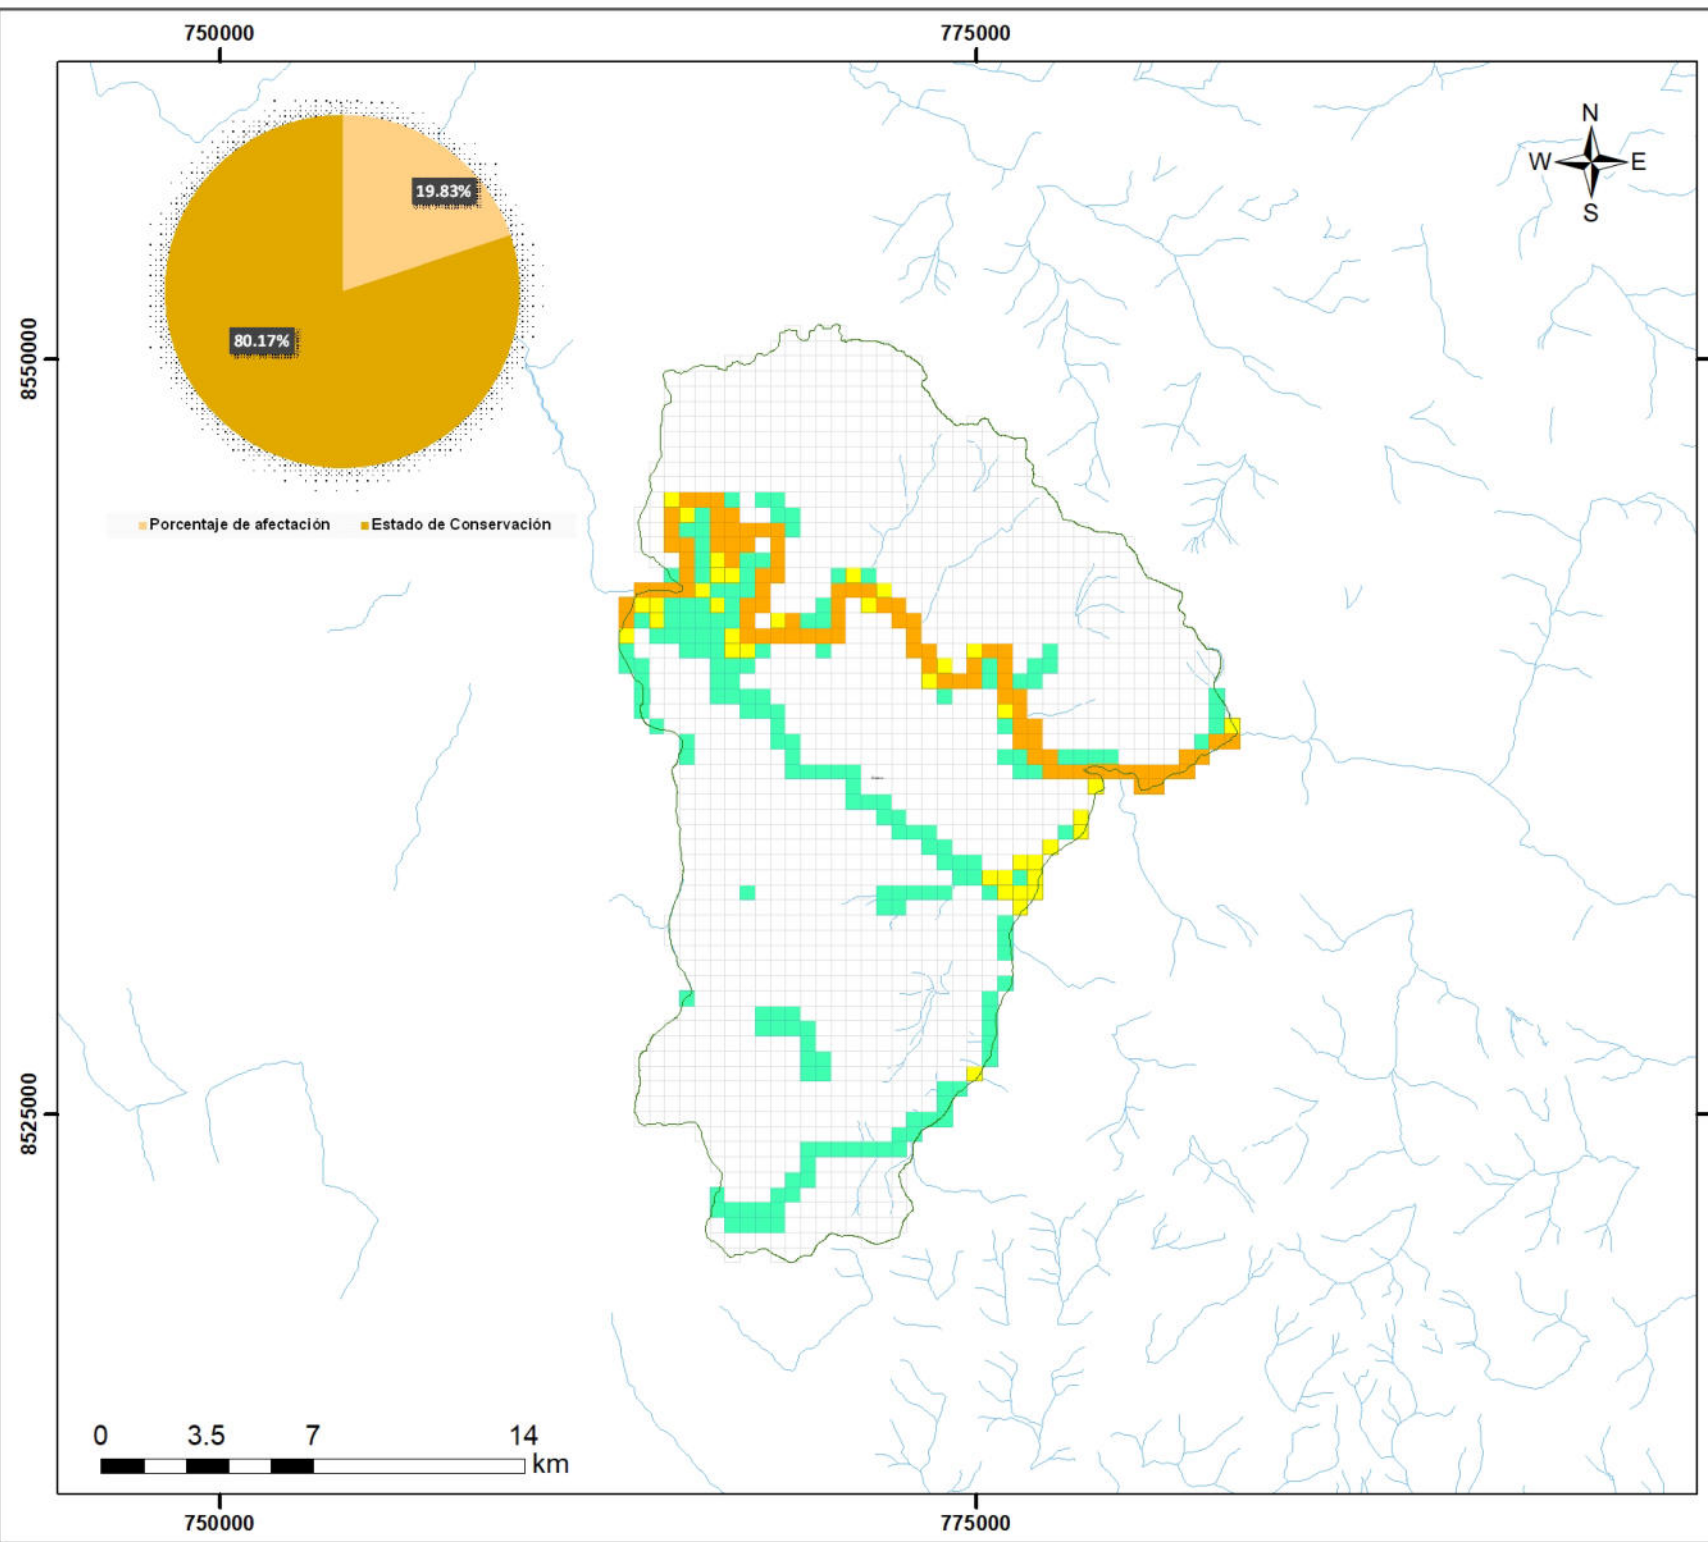 750000 775000
N
W E
S
19.83%
80.17%
Porcentaje de afectación Estado de Conservación
8550000
8525000
0 3.5 7 14
km
750000 775000